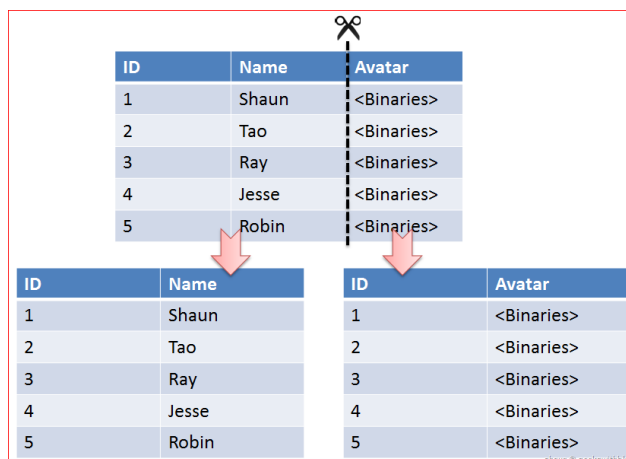 ID Name Avatar
1 Shaun <Binaries>
2 Tao <Binaries>
3 Ray <Binaries>
4 Jesse <Binaries>
5 Robin <Binaries>
ID Name
1 Shaun
2 Tao
3 Ray
4 Jesse
5 Robin
ID Avatar
1 <Binaries>
2 <Binaries>
3 <Binaries>
4 <Binaries>
5 <Binaries>